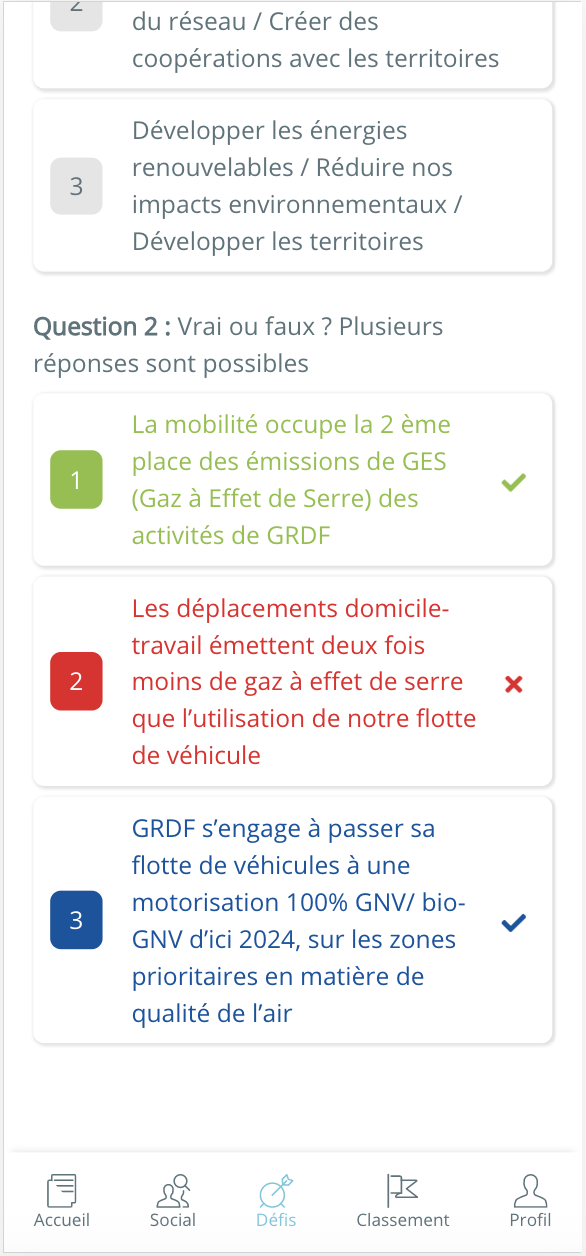 2
du réseau / Créer des
coopérations avec les territoires
3
Développer les énergies
renouvelables / Réduire nos
impacts environnementaux /
Développer les territoires
Question 2 : Vrai ou faux ? Plusieurs
réponses sont possibles
1
La mobilité occupe la 2 ème
place des émissions de GES
(Gaz à Effet de Serre) des
activités de GRDF
2
Les déplacements domicile-
travail émettent deux fois
moins de gaz à effet de serre
que l’utilisation de notre flotte
de véhicule
3
GRDF s’engage à passer sa
flotte de véhicules à une
motorisation 100% GNV/ bio-
GNV d’ici 2024, sur les zones
prioritaires en matière de
qualité de l’air
Accueil Social Défis Classement Profil